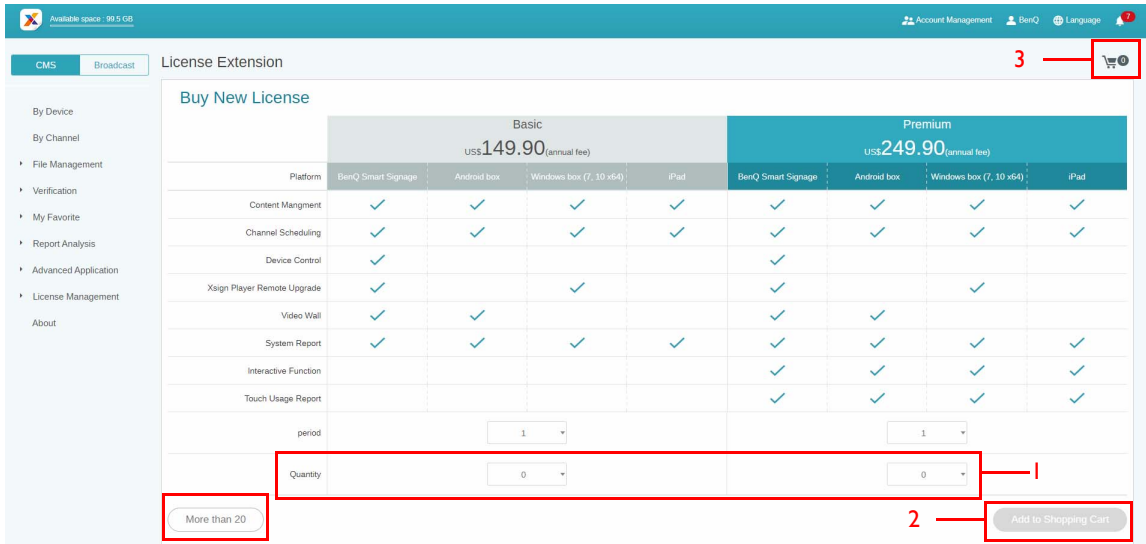 Available space : 99.5 GB
Account Management BenQ Language 7
CMS Broadcast
License Extension
3
0
Buy New License
By Device
By Channel
File Management
Verification
My Favorite
Report Analysis
Advanced Application
License Management
About
Basic Premium
US$149.90(annual fee) US$249.90(annual fee)
Platform BenQ Smart Signage Android box Windows box (7, 10 x64) iPad BenQ Smart Signage Android box Windows box (7, 10 x64) iPad
Content Mangment
Channel Scheduling
Device Control
Xsign Player Remote Upgrade
Video Wall
System Report
Interactive Function
Touch Usage Report
period 1 1
Quantity 0 0
1
More than 20
2
Add to Shopping Cart